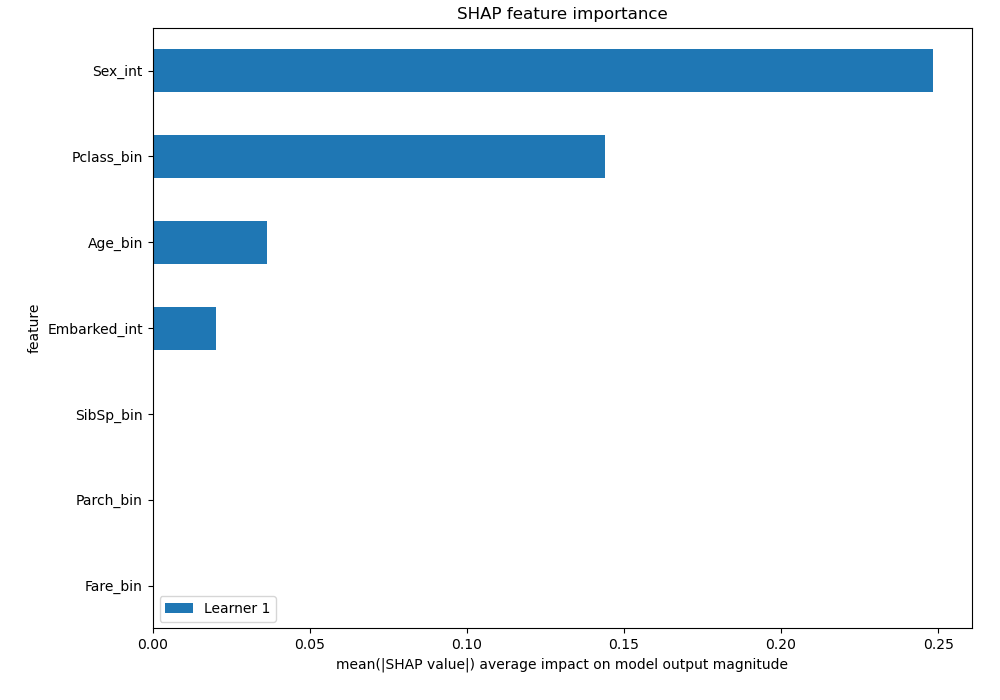 SHAP feature importance
Sex_int
Pclass_bin
Age_bin
Embarked_int
SibSp_bin
Parch_bin
Fare_bin
feature
Learner 1
0.00 0.05 0.10 0.15 0.20 0.25
mean(|SHAP value|) average impact on model output magnitude